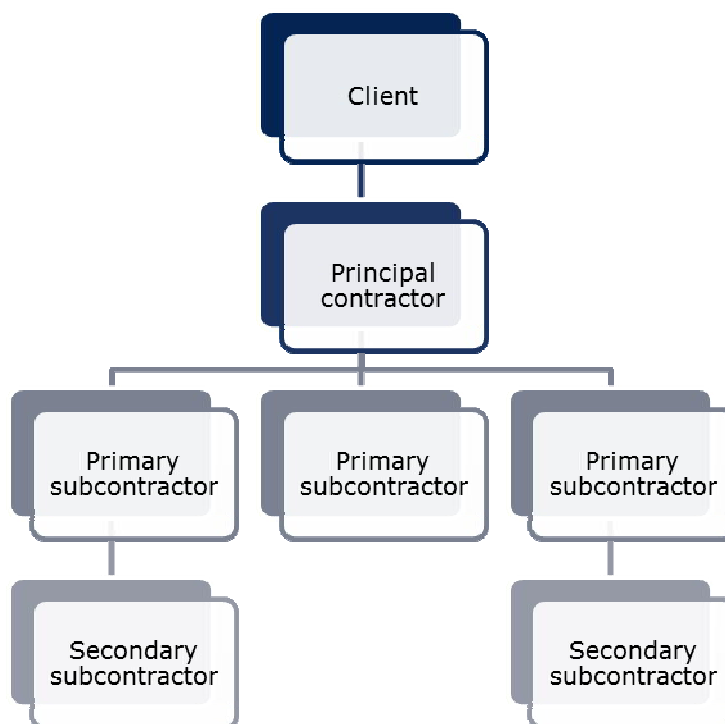 Client
Principal
contractor
Primary
subcontractor
Primary
subcontractor
Primary
subcontractor
Secondary
subcontractor
Secondary
subcontractor